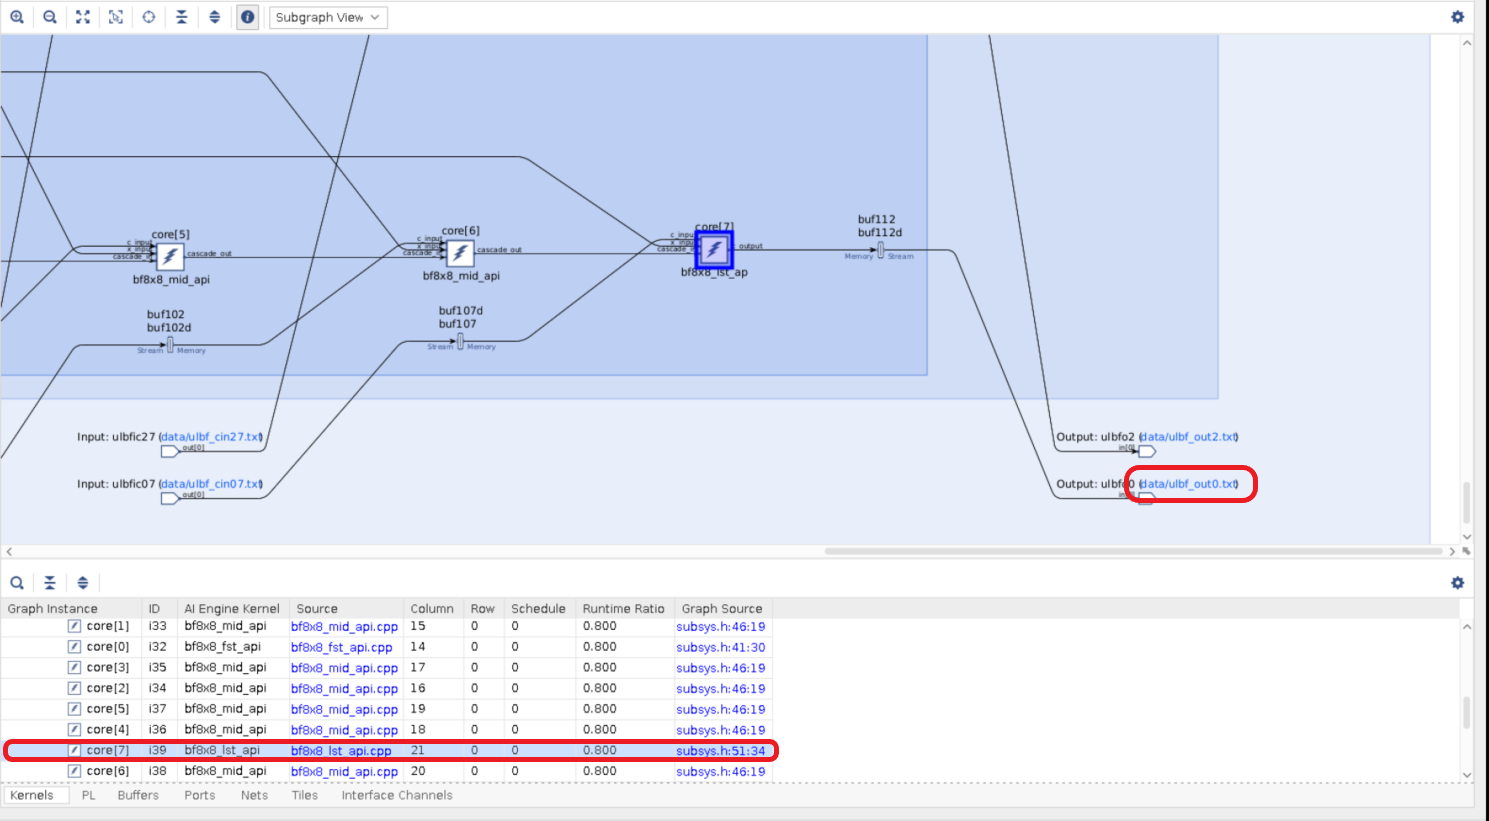 Subgraph View
core[5]
c_input
x_input
cascade_in
cascade_out
bf8x8_mid_api
core[6]
c_input
x_input
cascade_in
cascade_out
bf8x8_mid_api
core[7]
c_input
x_input
output
bf8x8_lst_ap
buf112
buf112d
Memory Stream
buf102
buf102d
Stream Memory
buf107d
buf107
Stream Memory
Input: ulbfic27 (data/ulbf_cin27.txt)
out[0]
Input: ulbfic07 (data/ulbf_cin07.txt)
out[0]
Output: ulbfo2 (data/ulbf_out2.txt)
in[0]
Output: ulbfo0 (data/ulbf_out0.txt)
in[0]
Graph Instance ID AI Engine Kernel Source Column Row Schedule Runtime Ratio Graph Source
core[1] i33 bf8x8_mid_api bf8x8_mid_api.cpp 15 0 0 0.800 subsys.h:46:19
core[0] i32 bf8x8_fst_api bf8x8_fst_api.cpp 14 0 0 0.800 subsys.h:41:30
core[3] i35 bf8x8_mid_api bf8x8_mid_api.cpp 17 0 0 0.800 subsys.h:46:19
core[2] i34 bf8x8_mid_api bf8x8_mid_api.cpp 16 0 0 0.800 subsys.h:46:19
core[5] i37 bf8x8_mid_api bf8x8_mid_api.cpp 19 0 0 0.800 subsys.h:46:19
core[4] i36 bf8x8_mid_api bf8x8_mid_api.cpp 18 0 0 0.800 subsys.h:46:19
core[7] i39 bf8x8_lst_api bf8x8_lst_api.cpp 21 0 0 0.800 subsys.h:51:34
core[6] i38 bf8x8_mid_api bf8x8_mid_api.cpp 20 0 0 0.800 subsys.h:46:19
Kernels PL Buffers Ports Nets Tiles Interface Channels